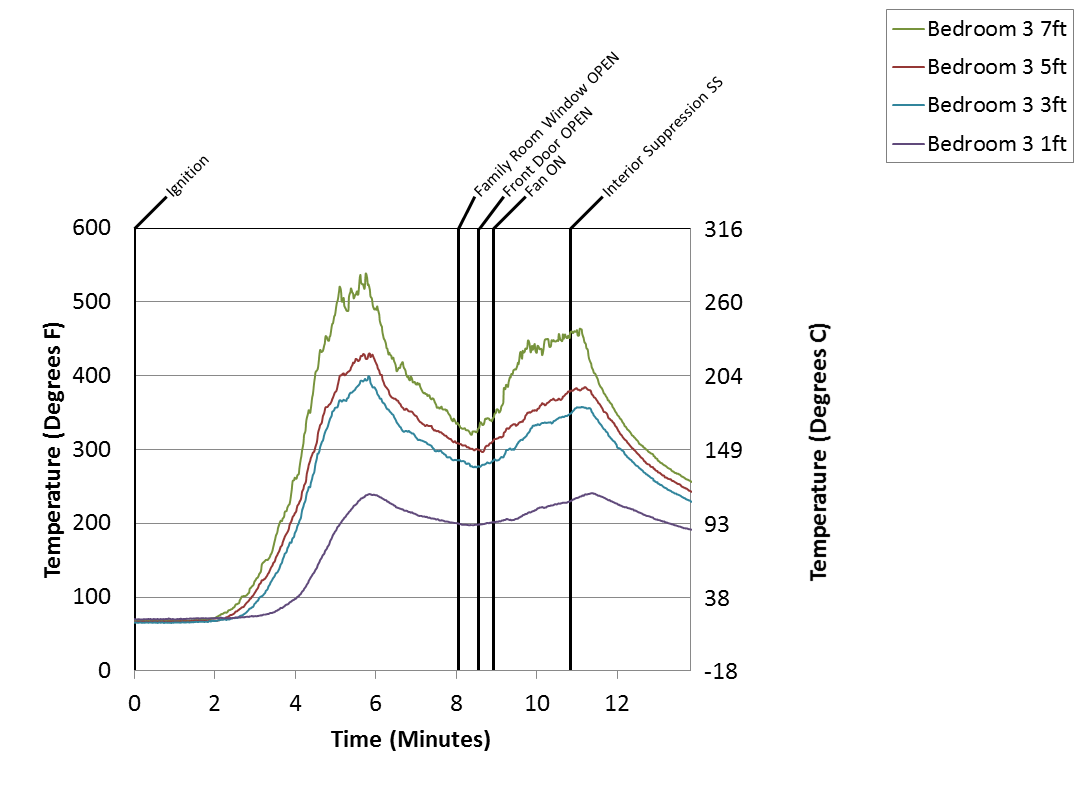 Bedroom 3 7ft
Bedroom 3 5ft
Bedroom 3 3ft
Bedroom 3 1ft
Ignition
Family Room Window OPEN
Front Door OPEN
Fan ON
Interior Suppression SS
600
500
400
300
200
100
0
Temperature (Degrees F)
316
260
204
149
93
38
-18
Temperature (Degrees C)
0 2 4 6 8 10 12
Time (Minutes)